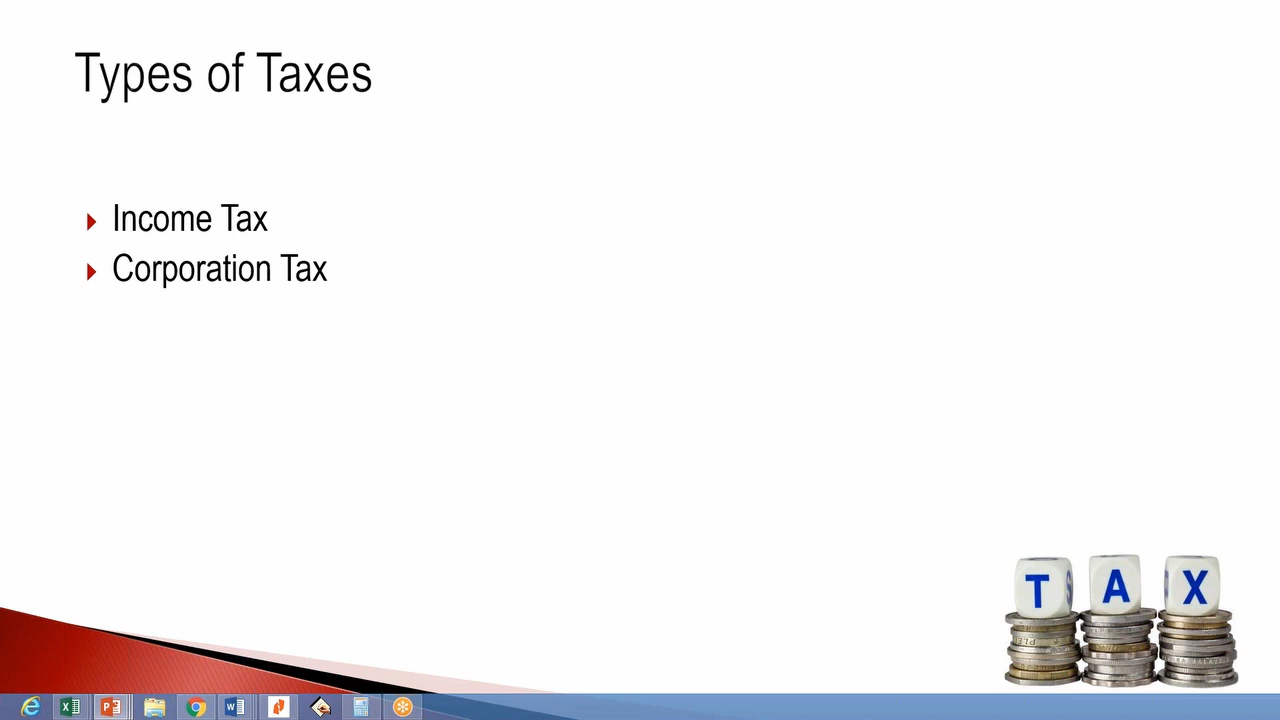 Types of Taxes
Income Tax
Corporation Tax
T A X